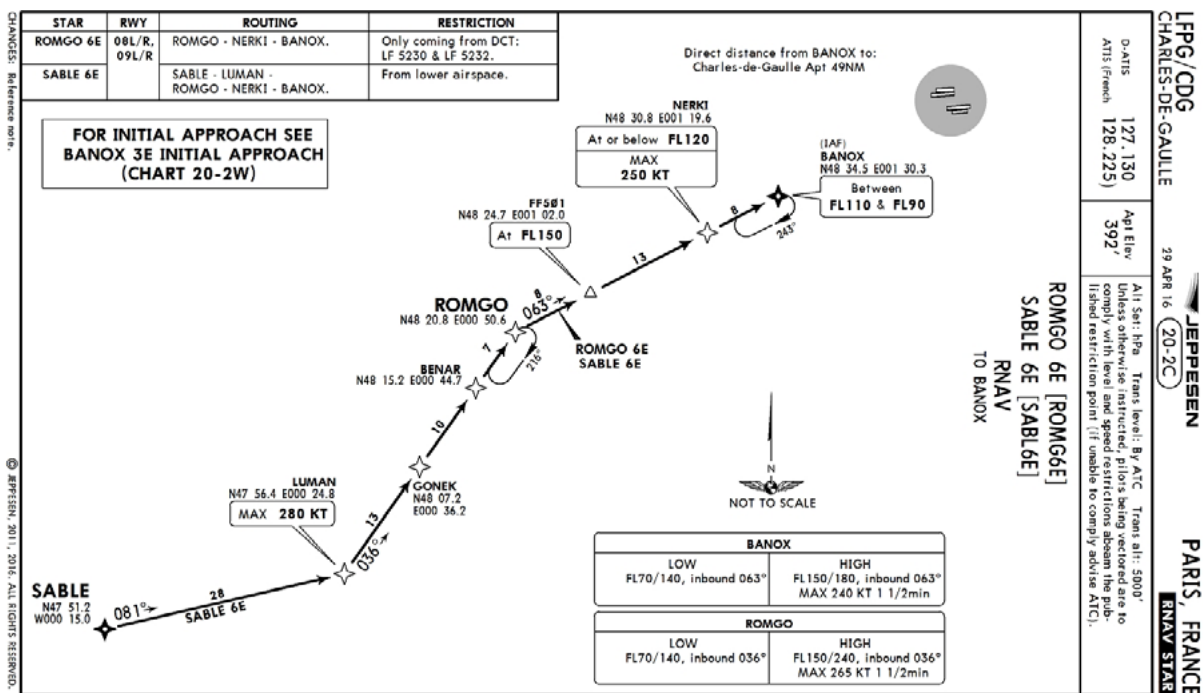 LFPG/CDG
CHARLES-DE-GAULLE
29 APR 16
20-2C
JEPPESEN
PARIS, FRANCE
RNAV STAR
D-ATIS
127.130
ATIS (French
128.225)
Apt Elev
392'
Alt Set: hPa Trans level: By ATC Trans alt: 5000'
Unless otherwise instructed, pilots being vectored are to
comply with level and speed restrictions abeam the pub-
lished restriction point (if unable to comply advise ATC).
ROMGO 6E [ROMG6E]
SABLE 6E [SABL6E]
RNAV
TO BANOX
STAR RWY ROUTING RESTRICTION
ROMGO 6E 08L/R, ROMGO - NERKI - BANOX. Only coming from DCT:
09L/R LF 5230 & LF 5232.
SABLE 6E SABLE - LUMAN - From lower airspace.
ROMGO - NERKI - BANOX.
FOR INITIAL APPROACH SEE
BANOX 3E INITIAL APPROACH
(CHART 20-2W)
Direct distance from BANOX to:
Charles-de-Gaulle Apt 49NM
NERKI
N48 30.8 E001 19.6
At or below FL120
MAX
250 KT
(IAF)
BANOX
N48 34.5 E001 30.3
Between
FL110 & FL90
8
243°
FF501
N48 24.7 E001 02.0
At FL150
13
ROMGO
N48 20.8 E000 50.6
8
063°
ROMGO 6E
SABLE 6E
216°
7
BENAR
N48 15.2 E000 44.7
10
GONEK
N48 07.2
E000 36.2
LUMAN
N47 56.4 E000 24.8
MAX 280 KT
13
036°
SABLE
N47 51.2
W000 15.0
081°
28
SABLE 6E
N
NOT TO SCALE
BANOX
LOW HIGH
FL70/140, inbound 063° FL150/180, inbound 063°
MAX 240 KT 1 1/2min
ROMGO
LOW HIGH
FL70/140, inbound 036° FL150/240, inbound 036°
MAX 265 KT 1 1/2min
CHANGES: Reference note.
© JEPPESEN, 2011, 2016. ALL RIGHTS RESERVED.